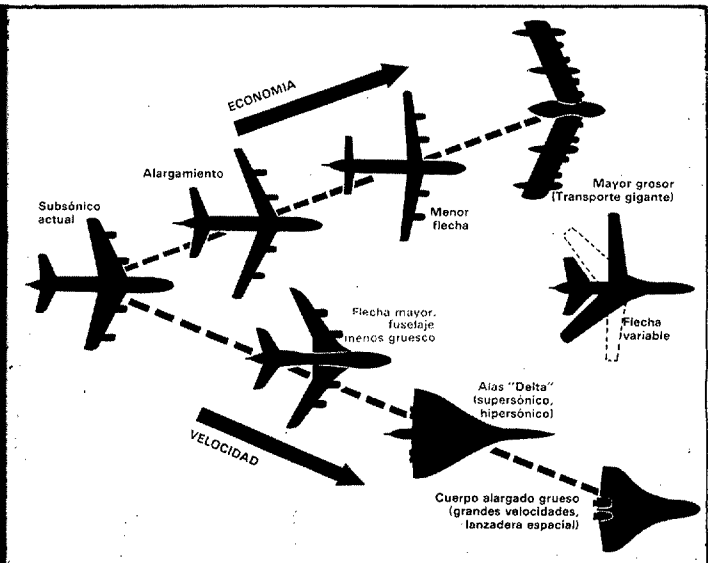 ECONOMIA
Alargamiento
Subsónico
actual
Menor
flecha
Mayor grosor
(Transporte gigante)
Flecha
variable
Flecha mayor,
fuselaje
menos gruesco
Alas "Delta"
(supersónico,
hipersónico)
VELOCIDAD
Cuerpo alargado grueso
(grandes velocidades,
lanzadera espacial)